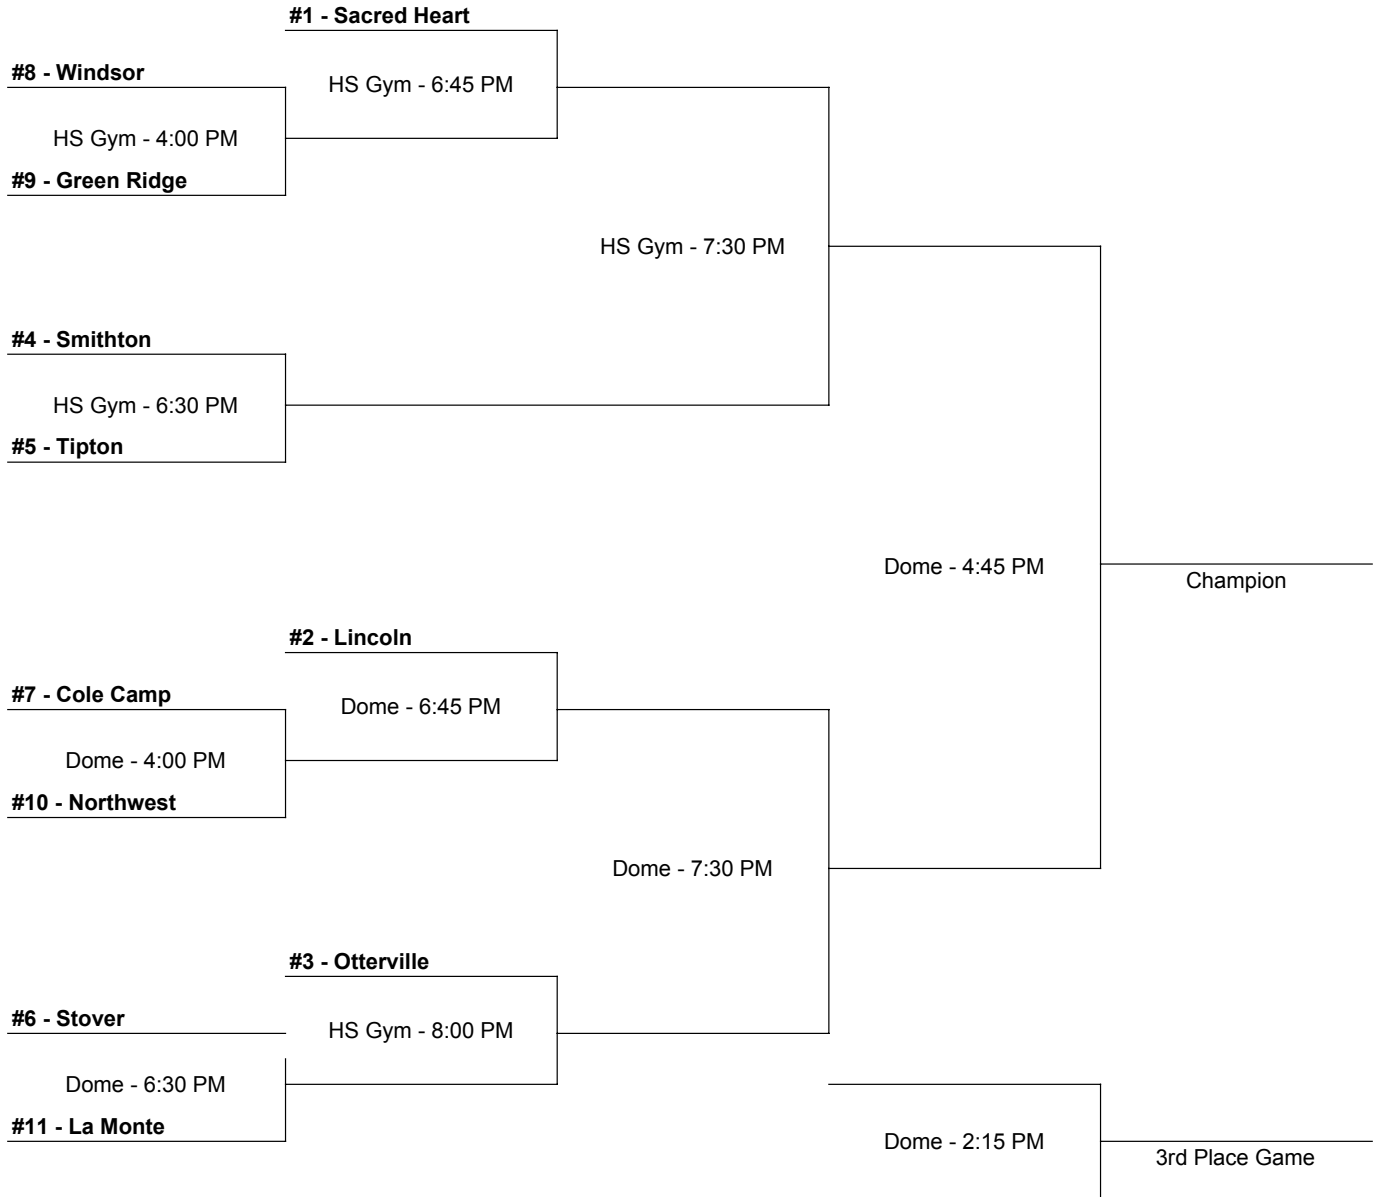 #1 - Sacred Heart
#8 - Windsor
HS Gym - 6:45 PM
HS Gym - 4:00 PM
#9 - Green Ridge
HS Gym - 7:30 PM
#4 - Smithton
HS Gym - 6:30 PM
#5 - Tipton
Dome - 4:45 PM
Champion
#2 - Lincoln
#7 - Cole Camp
Dome - 6:45 PM
Dome - 4:00 PM
#10 - Northwest
Dome - 7:30 PM
#3 - Otterville
#6 - Stover
HS Gym - 8:00 PM
Dome - 6:30 PM
#11 - La Monte
Dome - 2:15 PM
3rd Place Game